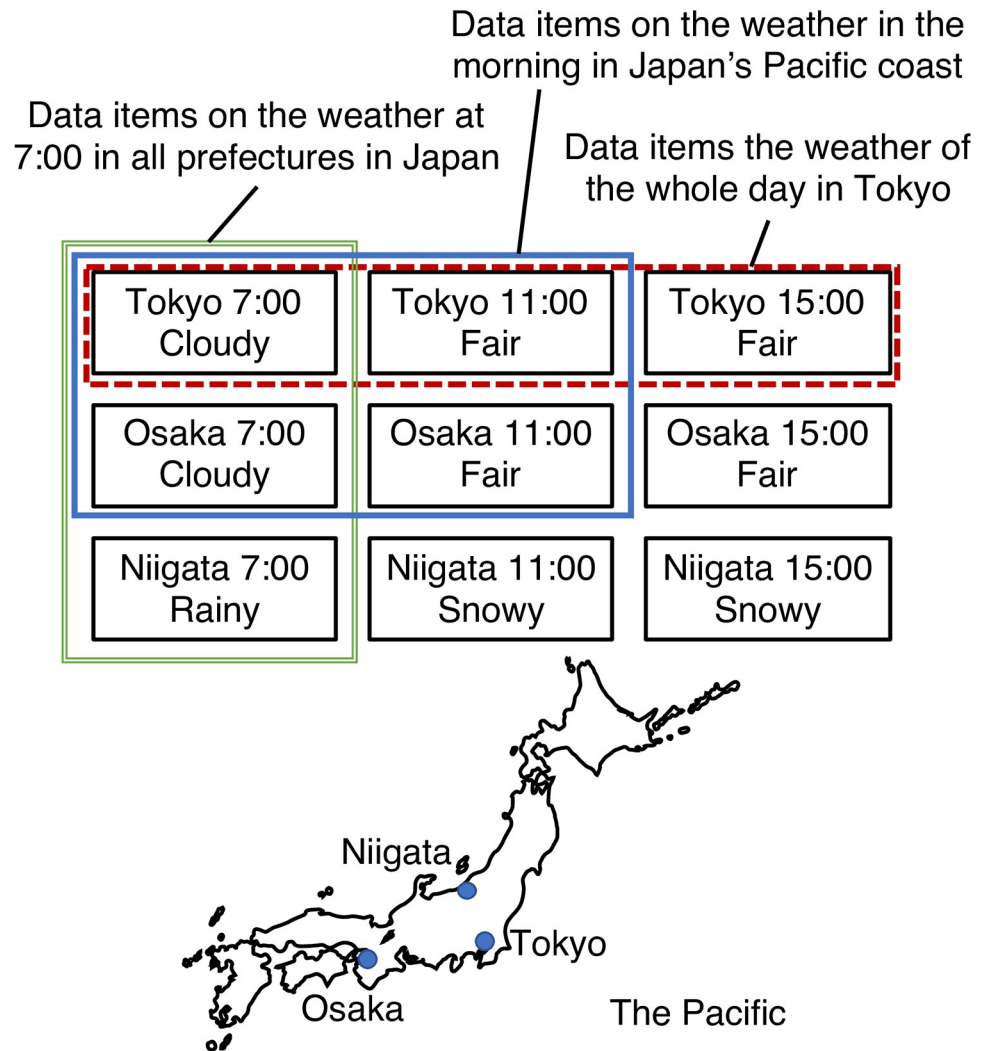 Data items on the weather in the
morning in Japan's Pacific coast
Data items on the weather at
7:00 in all prefectures in Japan
Data items the weather of
the whole day in Tokyo
Tokyo 7:00
Cloudy
Tokyo 11:00
Fair
Tokyo 15:00
Fair
Osaka 7:00
Cloudy
Osaka 11:00
Fair
Osaka 15:00
Fair
Niigata 7:00
Rainy
Niigata 11:00
Snowy
Niigata 15:00
Snowy
Niigata
Tokyo
Osaka
The Pacific